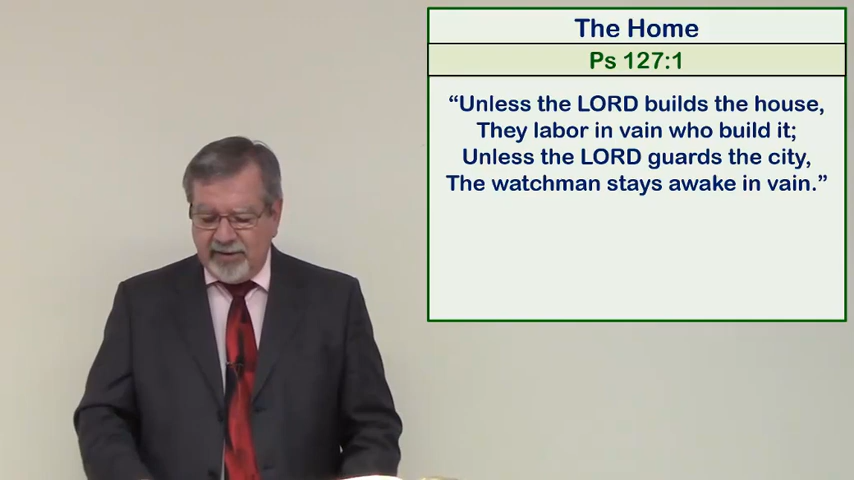 The Home
Ps 127:1
“Unless the LORD builds the house,
They labor in vain who build it;
Unless the LORD guards the city,
The watchman stays awake in vain.”